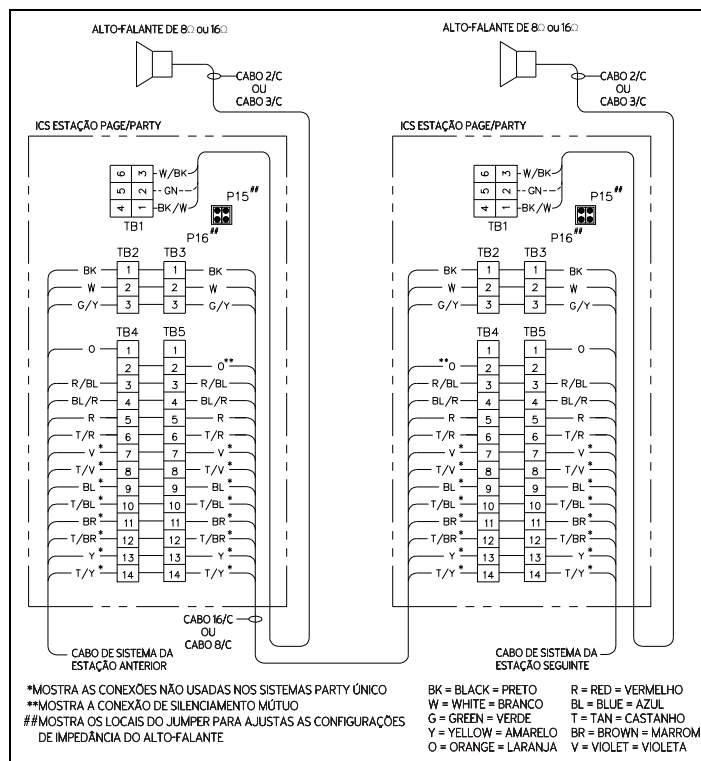 ALTO-FALANTE DE 8Ω ou 16Ω
ALTO-FALANTE DE 8Ω ou 16Ω
CABO 2/C
OU
CABO 3/C
CABO 2/C
OU
CABO 3/C
ICS ESTAÇÃO PAGE/PARTY
ICS ESTAÇÃO PAGE/PARTY
6 3 W/BK
5 2 GN
4 1 BK/W
TB1
P15##
P16##
6 3 W/BK
5 2 GN
4 1 BK/W
TB1
P15##
P16##
TB2 TB3
BK 1 1 BK
W 2 2 W
G/Y 3 3 G/Y
TB4 TB5
O 1 1
2 2 O**
R/BL 3 3 R/BL
BL/R 4 4 BL/R
R 5 5 R
T/R 6 6 T/R
V* 7 7 V*
T/V* 8 8 T/V*
BL* 9 9 BL*
T/BL* 10 10 T/BL*
BR* 11 11 BR*
T/BR* 12 12 T/BR*
Y* 13 13 Y*
T/Y* 14 14 T/Y*
TB2 TB3
BK 1 1 BK
W 2 2 W
G/Y 3 3 G/Y
TB4 TB5
1 1 O
**O 2 2
R/BL 3 3 R/BL
BL/R 4 4 BL/R
R 5 5 R
T/R 6 6 T/R
V* 7 7 V*
T/V* 8 8 T/V*
BL* 9 9 BL*
T/BL* 10 10 T/BL*
BR* 11 11 BR*
T/BR* 12 12 T/BR*
Y* 13 13 Y*
T/Y* 14 14 T/Y*
CABO 16/C
OU
CABO 8/C
CABO DE SISTEMA DA
ESTAÇÃO ANTERIOR
CABO DE SISTEMA DA
ESTAÇÃO SEGUINTE
*MOSTRA AS CONEXÕES NÃO USADAS NOS SISTEMAS PARTY ÚNICO
**MOSTRA A CONEXÃO DE SILENCIAMENTO MÚTUO
##MOSTRA OS LOCAIS DO JUMPER PARA AJUSTAS AS CONFIGURAÇÕES
DE IMPEDÂNCIA DO ALTO-FALANTE
BK = BLACK = PRETO
W = WHITE = BRANCO
G = GREEN = VERDE
Y = YELLOW = AMARELO
O = ORANGE = LARANJA
R = RED = VERMELHO
BL = BLUE = AZUL
T = TAN = CASTANHO
BR = BROWN = MARROM
V = VIOLET = VIOLETA